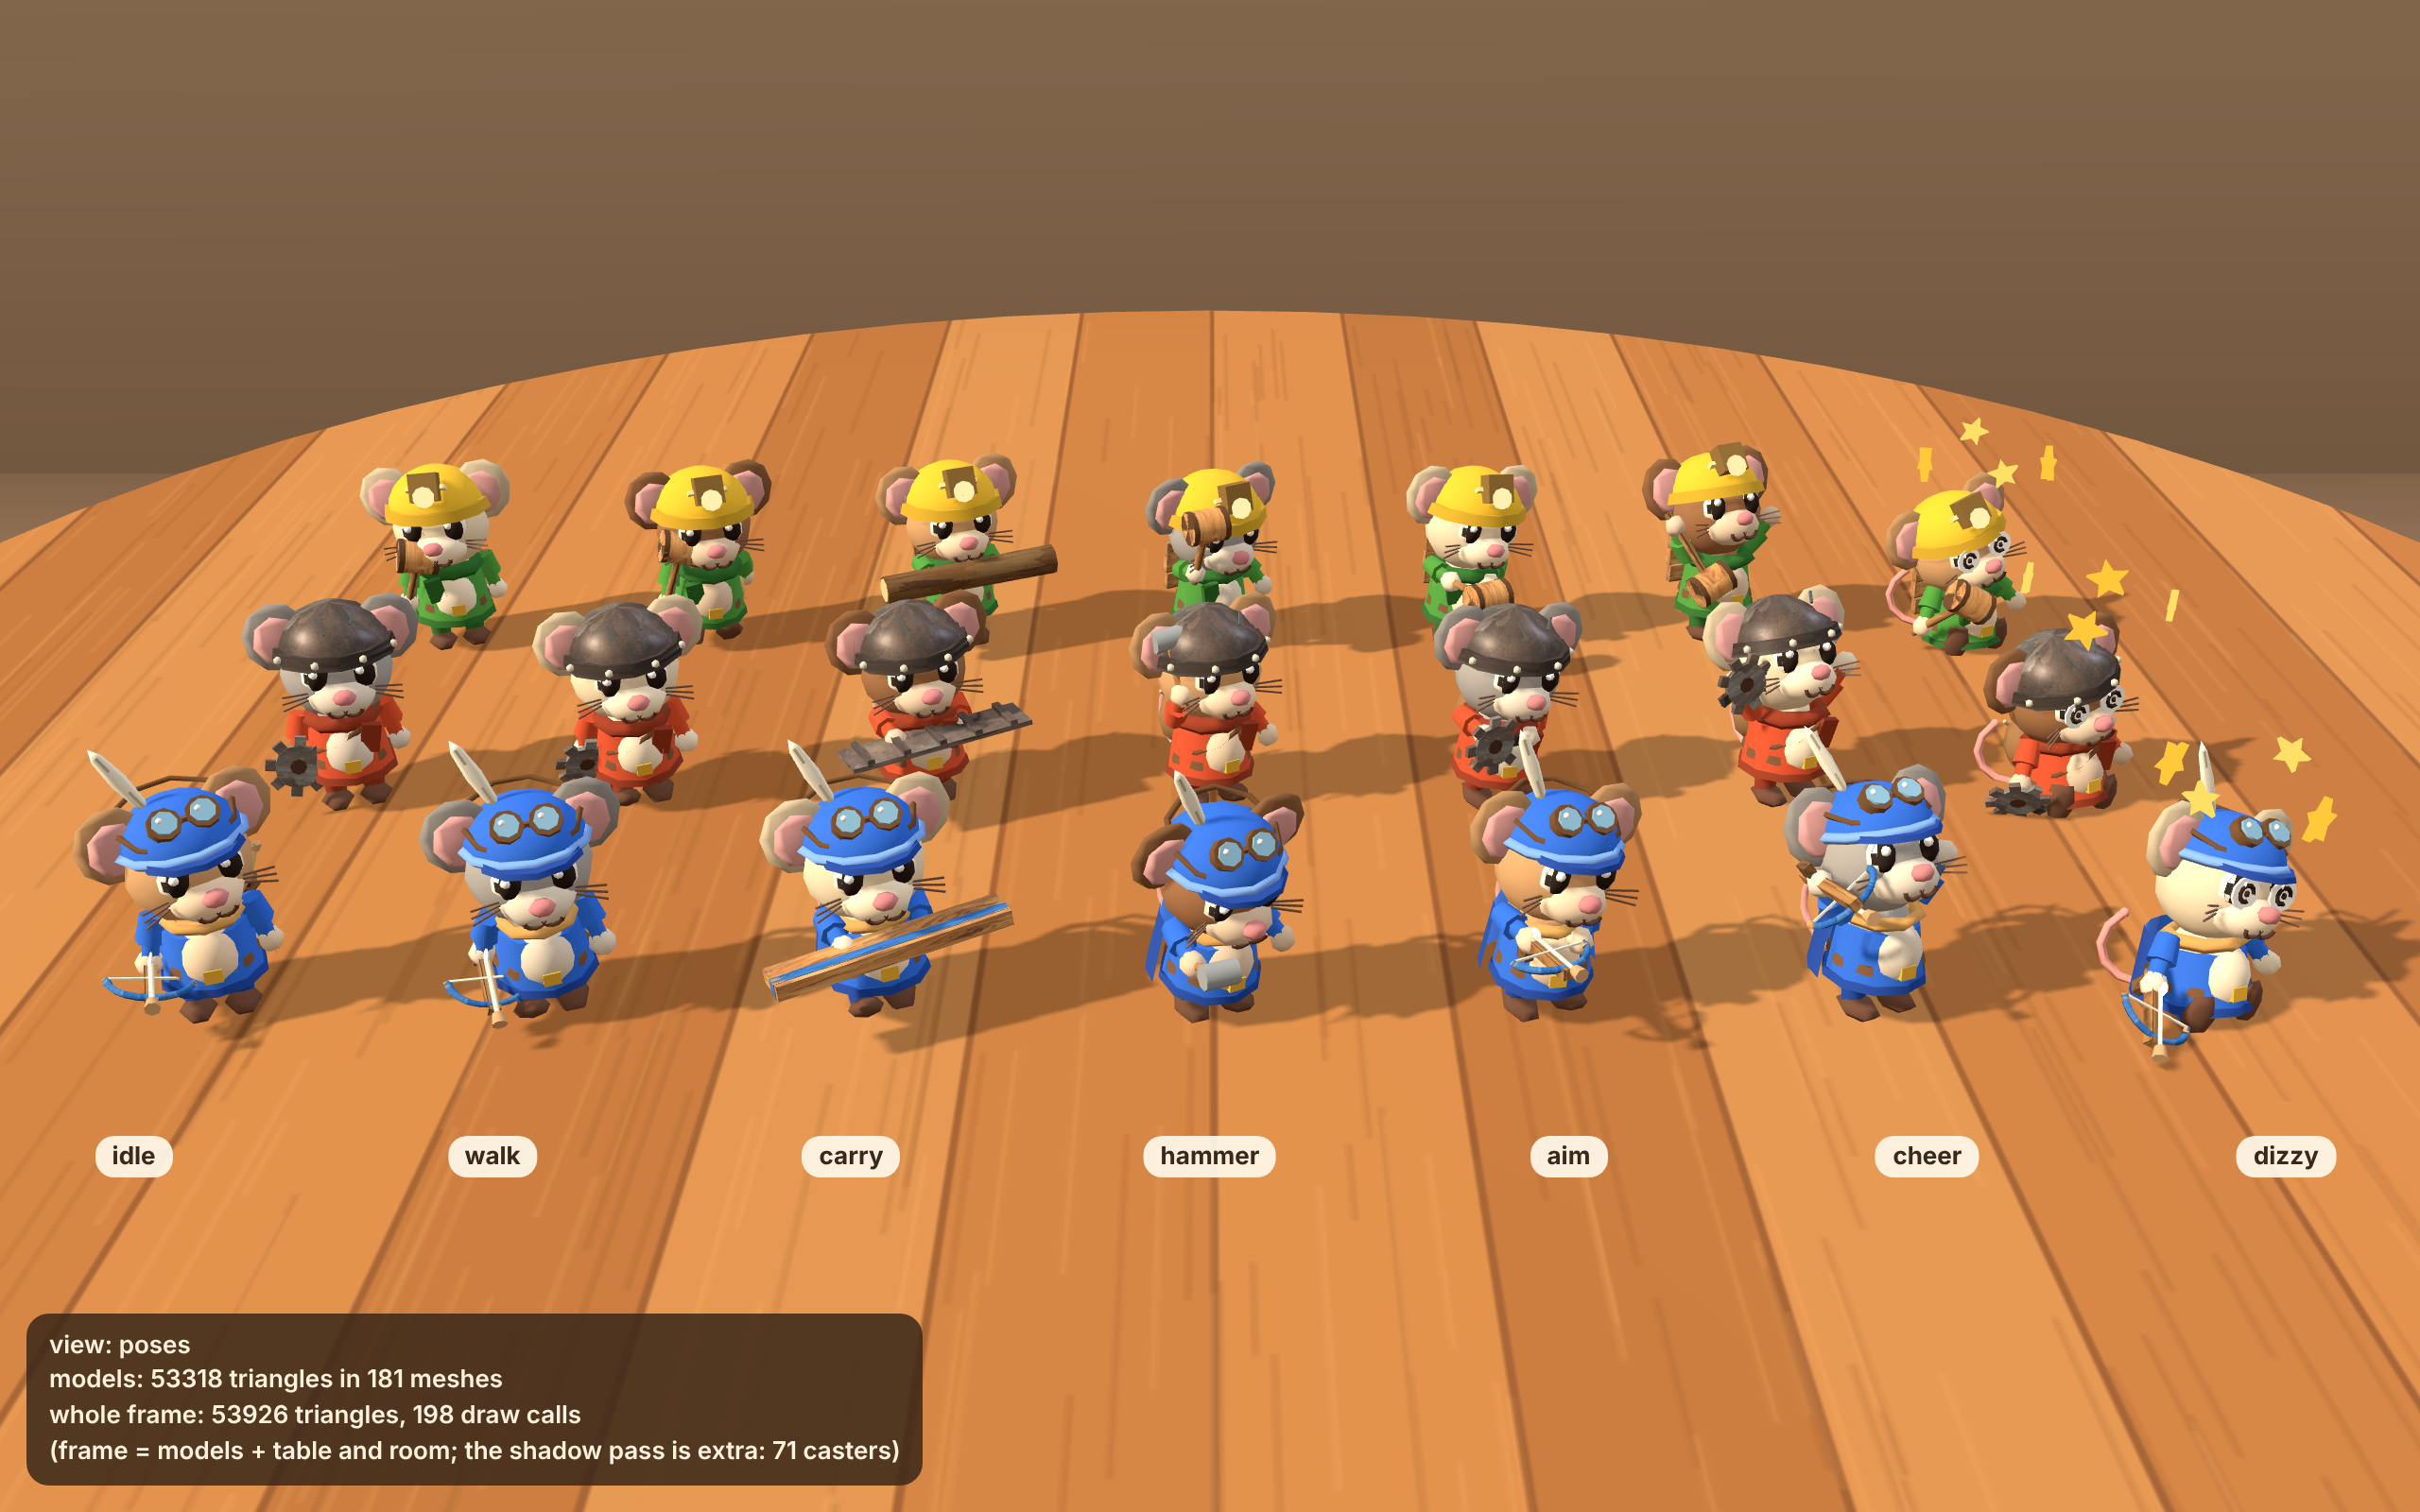 idle
walk
carry
hammer
aim
cheer
dizzy
view: poses
models: 53318 triangles in 181 meshes
whole frame: 53926 triangles, 198 draw calls
(frame = models + table and room; the shadow pass is extra: 71 casters)